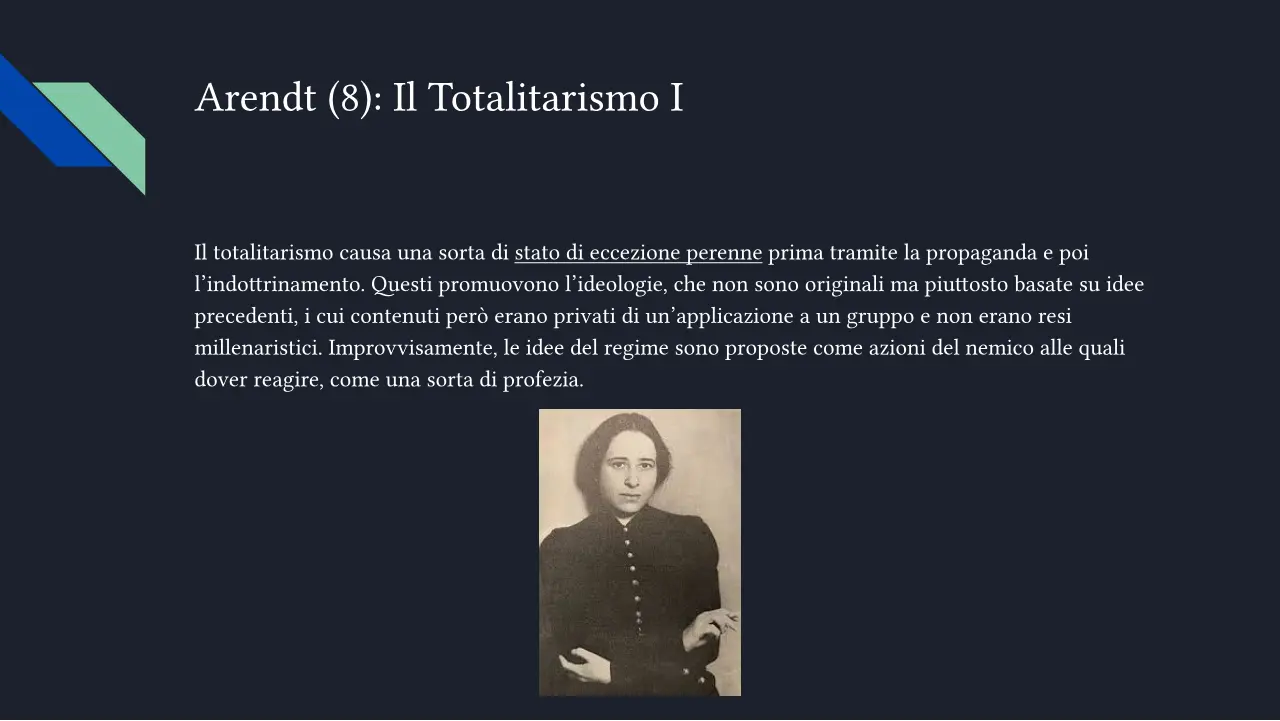 Arendt (8): Il Totalitarismo I
Il totalitarismo causa una sorta di stato di eccezione perenne prima tramite la propaganda e poi
l’indottrinamento. Questi promuovono l’ideologie, che non sono originali ma piuttosto basate su idee
precedenti, i cui contenuti però erano privati di un’applicazione a un gruppo e non erano resi
millenaristici. Improvvisamente, le idee del regime sono proposte come azioni del nemico alle quali
dover reagire, come una sorta di profezia.